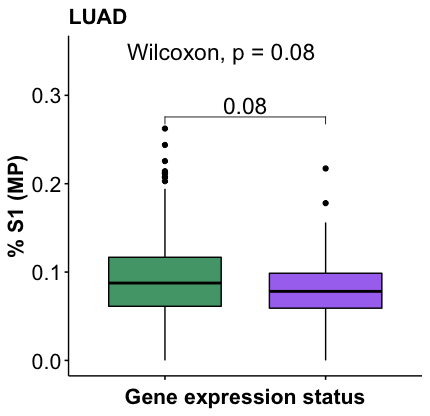 LUAD
Wilcoxon, p = 0.08
0.08
0.3
0.2
0.1
0.0
% S1 (MP)
Gene expression status